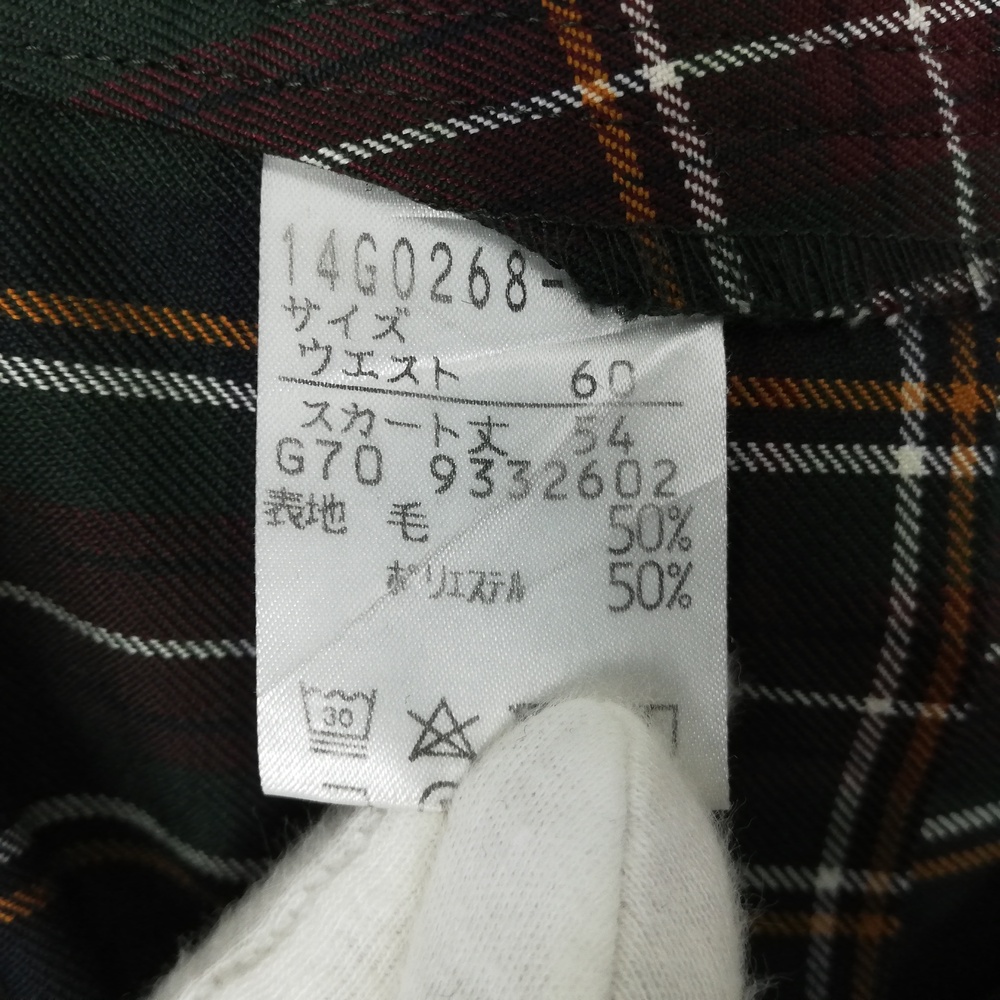 14G0268-
サイズ
ウエスト 60
スカート丈 54
G70 9332602
表地 毛 50%
ポリエステル 50%
30